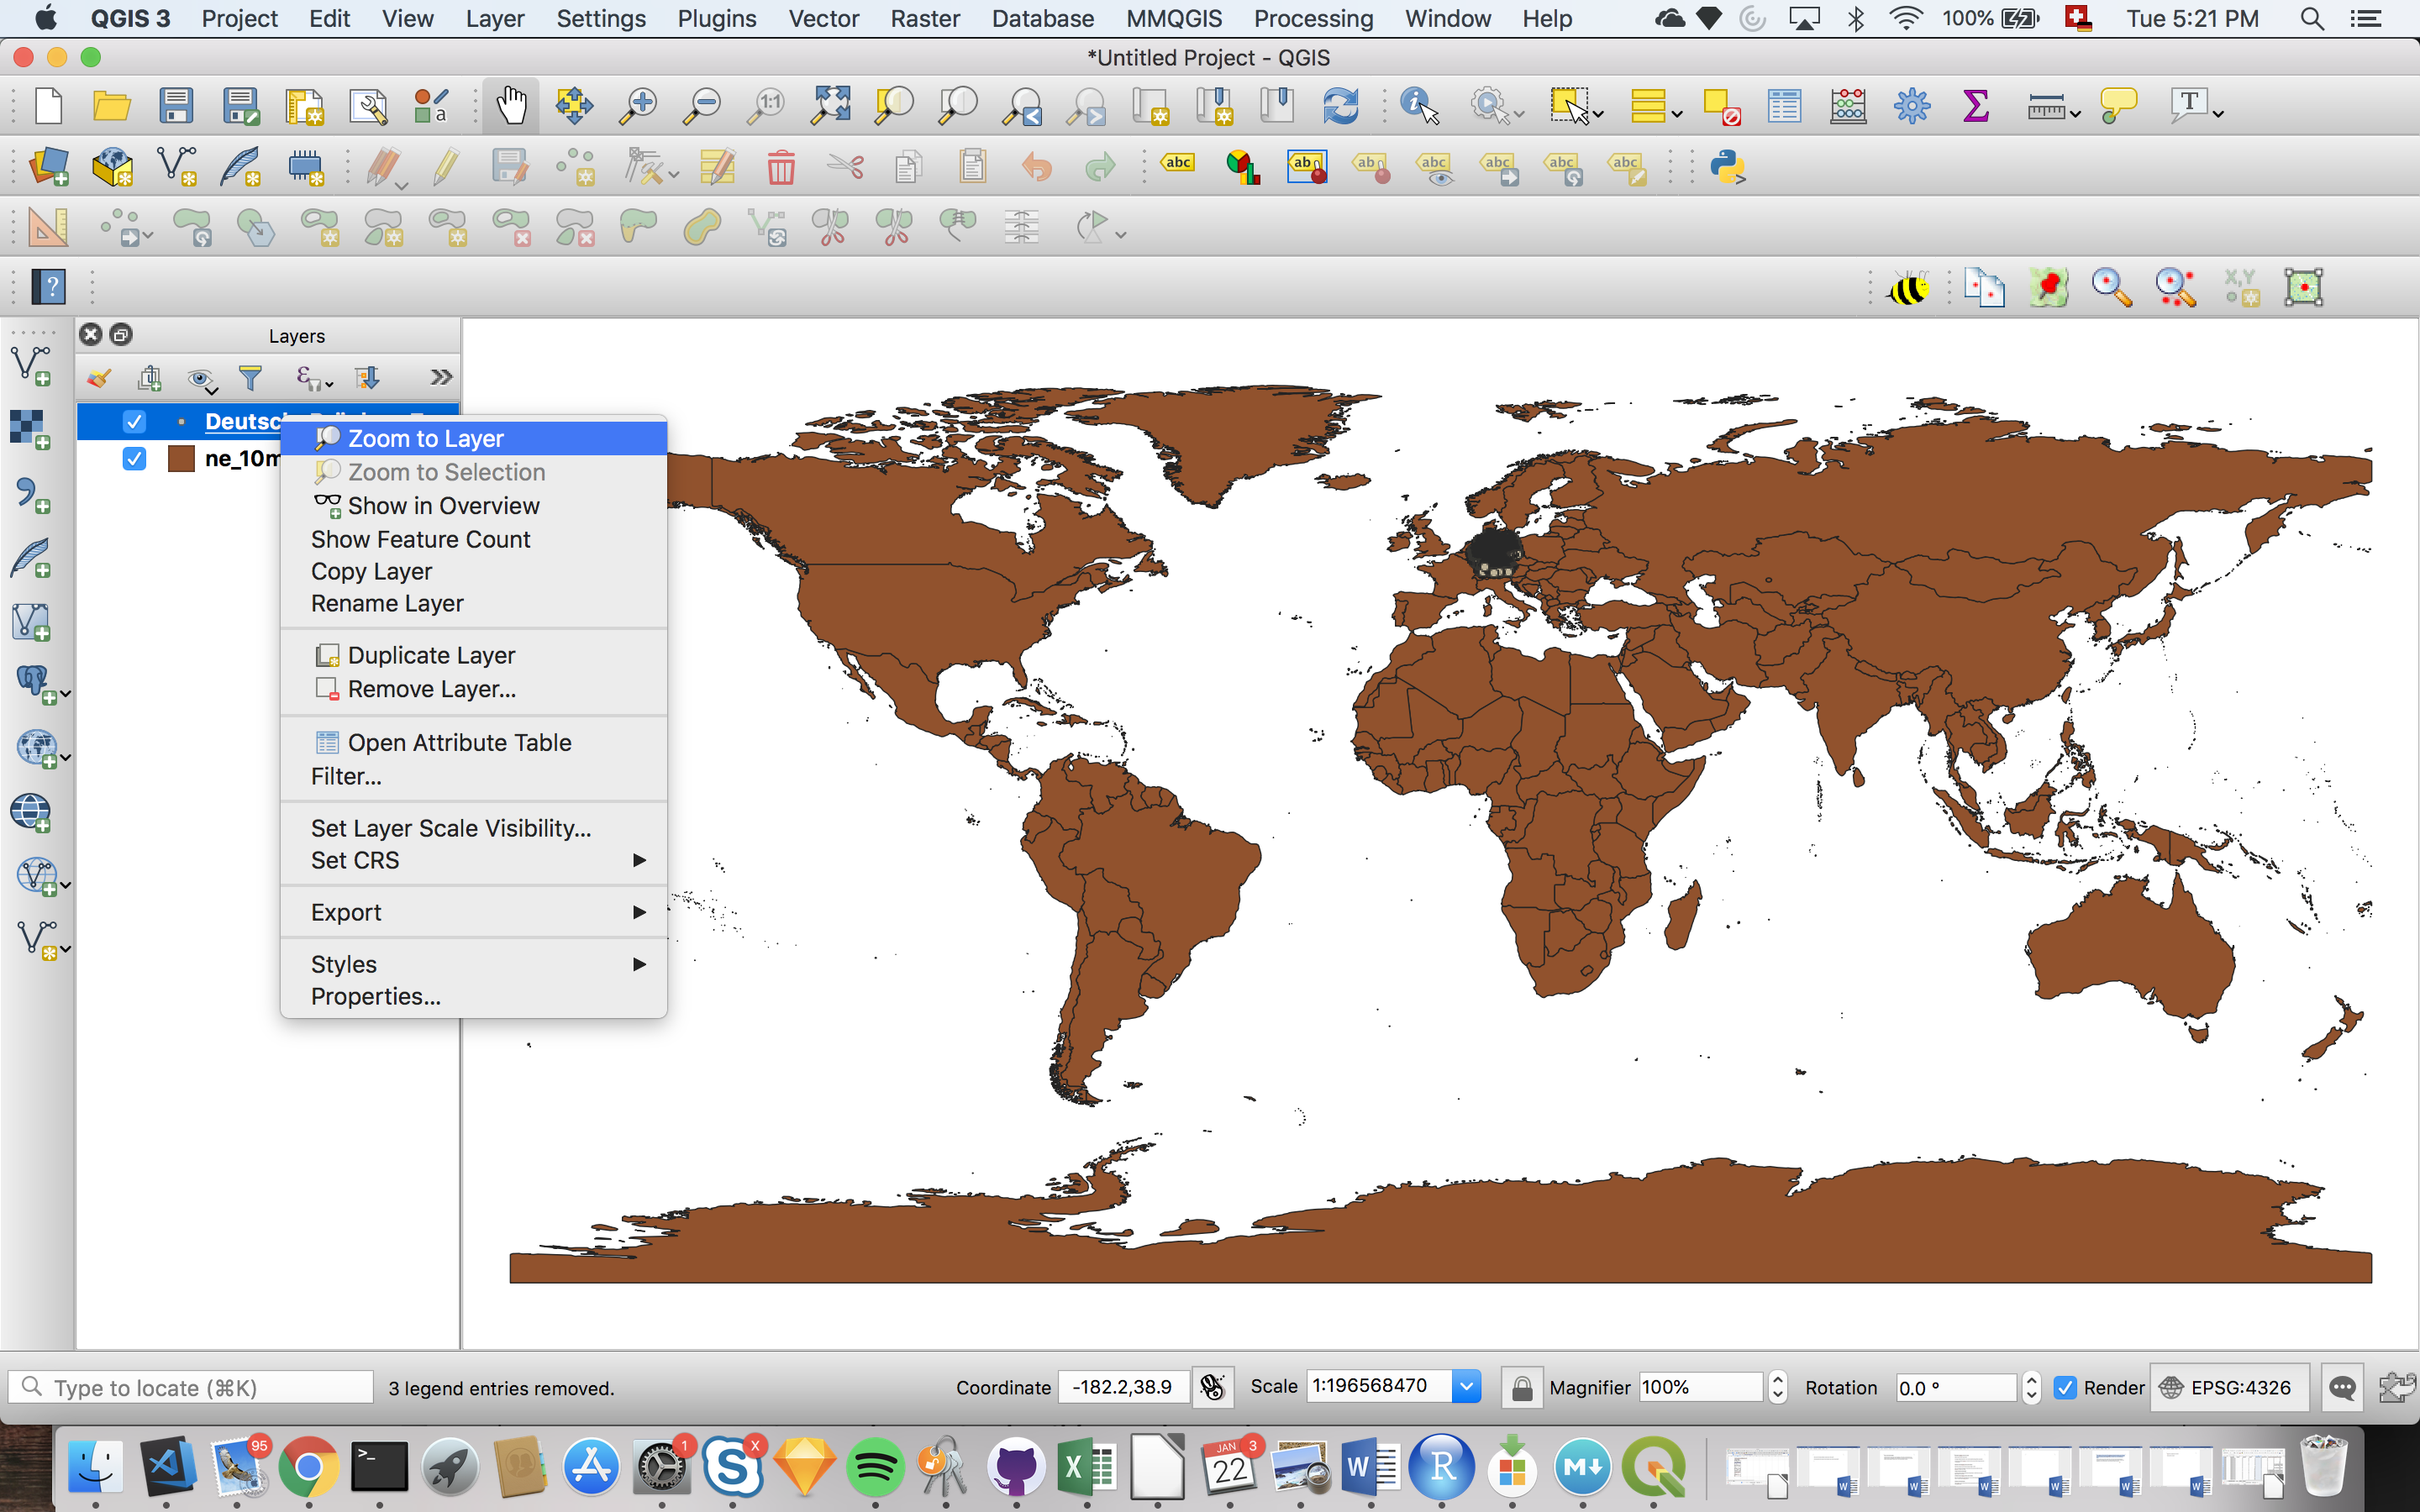 QGIS 3 Project Edit View Layer Settings Plugins Vector Raster Database MMQGIS Processing Window Help 100% Tue 5:21 PM
*Untitled Project - QGIS
1:1
a
Σ
T
abc
ab
ab
abc
abc
abc
abc
?
X,Y
Layers
ε
Deutsc
ne_10m
Zoom to Layer
Zoom to Selection
Show in Overview
Show Feature Count
Copy Layer
Rename Layer
Duplicate Layer
Remove Layer...
Open Attribute Table
Filter...
Set Layer Scale Visibility...
Set CRS
Export
Styles
Properties...
Type to locate (⌘K) 3 legend entries removed. Coordinate -182.2,38.9 Scale 1:196568470 Magnifier 100% Rotation 0.0 ° Render EPSG:4326
95
>_
1
S
X
X
JAN
22
3
W
R
M↓
W
W
W
W
W
W